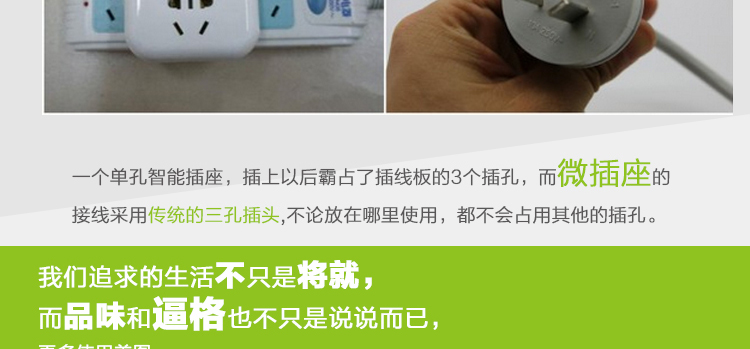 一个单孔智能插座，插上以后霸占了插线板的3个插孔，而微插座的
接线采用传统的三孔插头,不论放在哪里使用，都不会占用其他的插孔。
我们追求的生活不只是将就，
而品味和逼格也不只是说说而已，